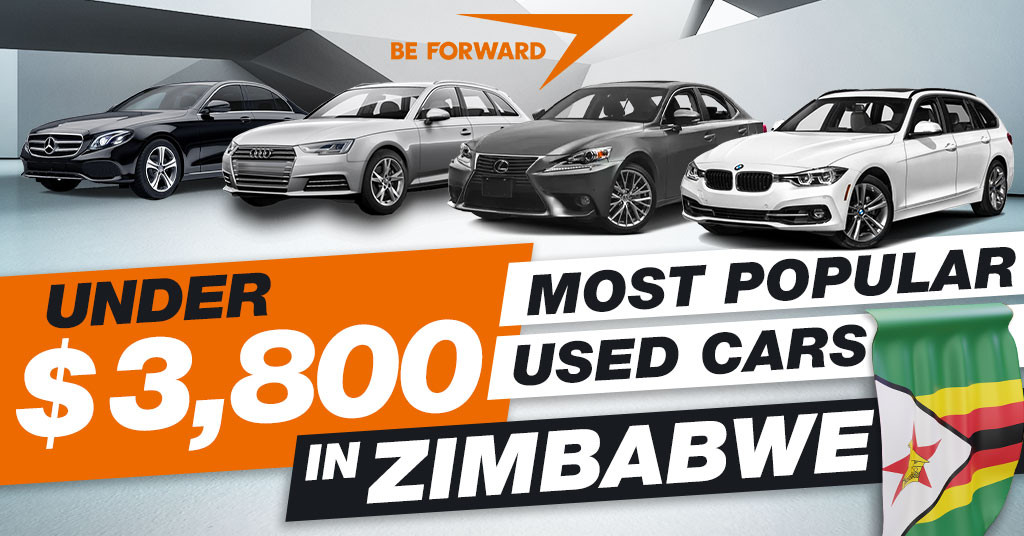 BE FORWARD
UNDER
$3,800
MOST POPULAR
USED CARS
IN ZIMBABWE